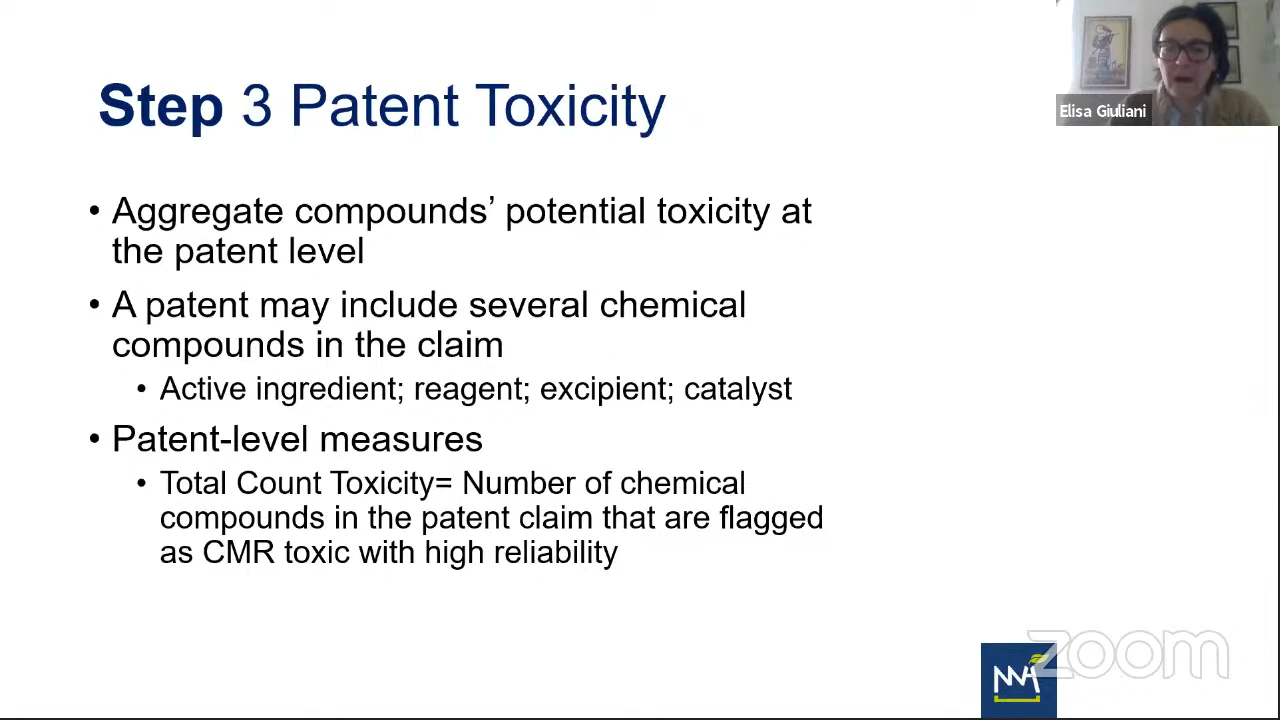 Step 3 Patent Toxicity
Elisa Giuliani
• Aggregate compounds’ potential toxicity at
the patent level
• A patent may include several chemical
compounds in the claim
• Active ingredient; reagent; excipient; catalyst
• Patent-level measures
• Total Count Toxicity= Number of chemical
compounds in the patent claim that are flagged
as CMR toxic with high reliability
zoom